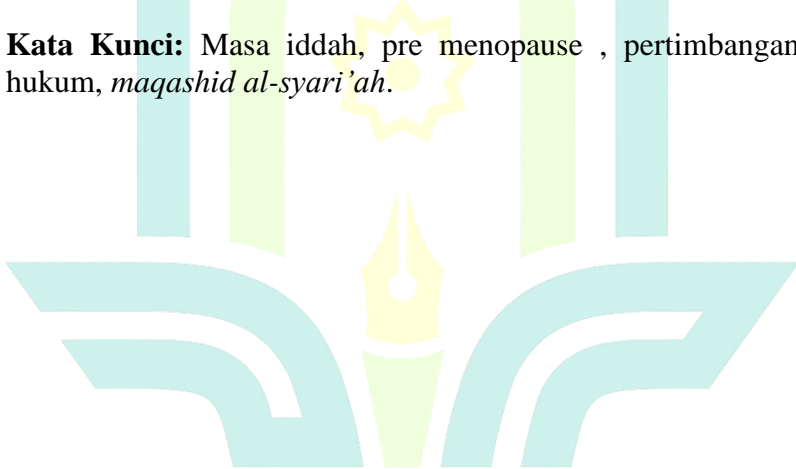 Kata Kunci: Masa iddah, pre menopause , pertimbangan
hukum, maqashid al-syari’ah.